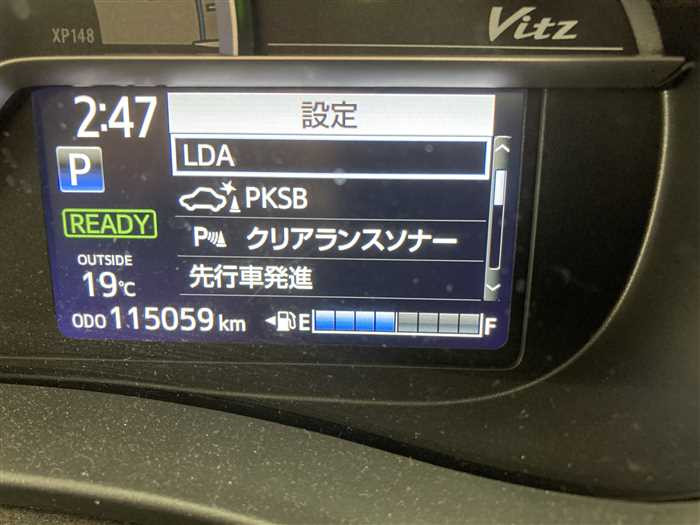 XP148
Vitz
2:47
設定
LDA
P
PKSB
READY
P クリアランスソナー
OUTSIDE
19℃
先行車発進
ODO 115059 km
E F